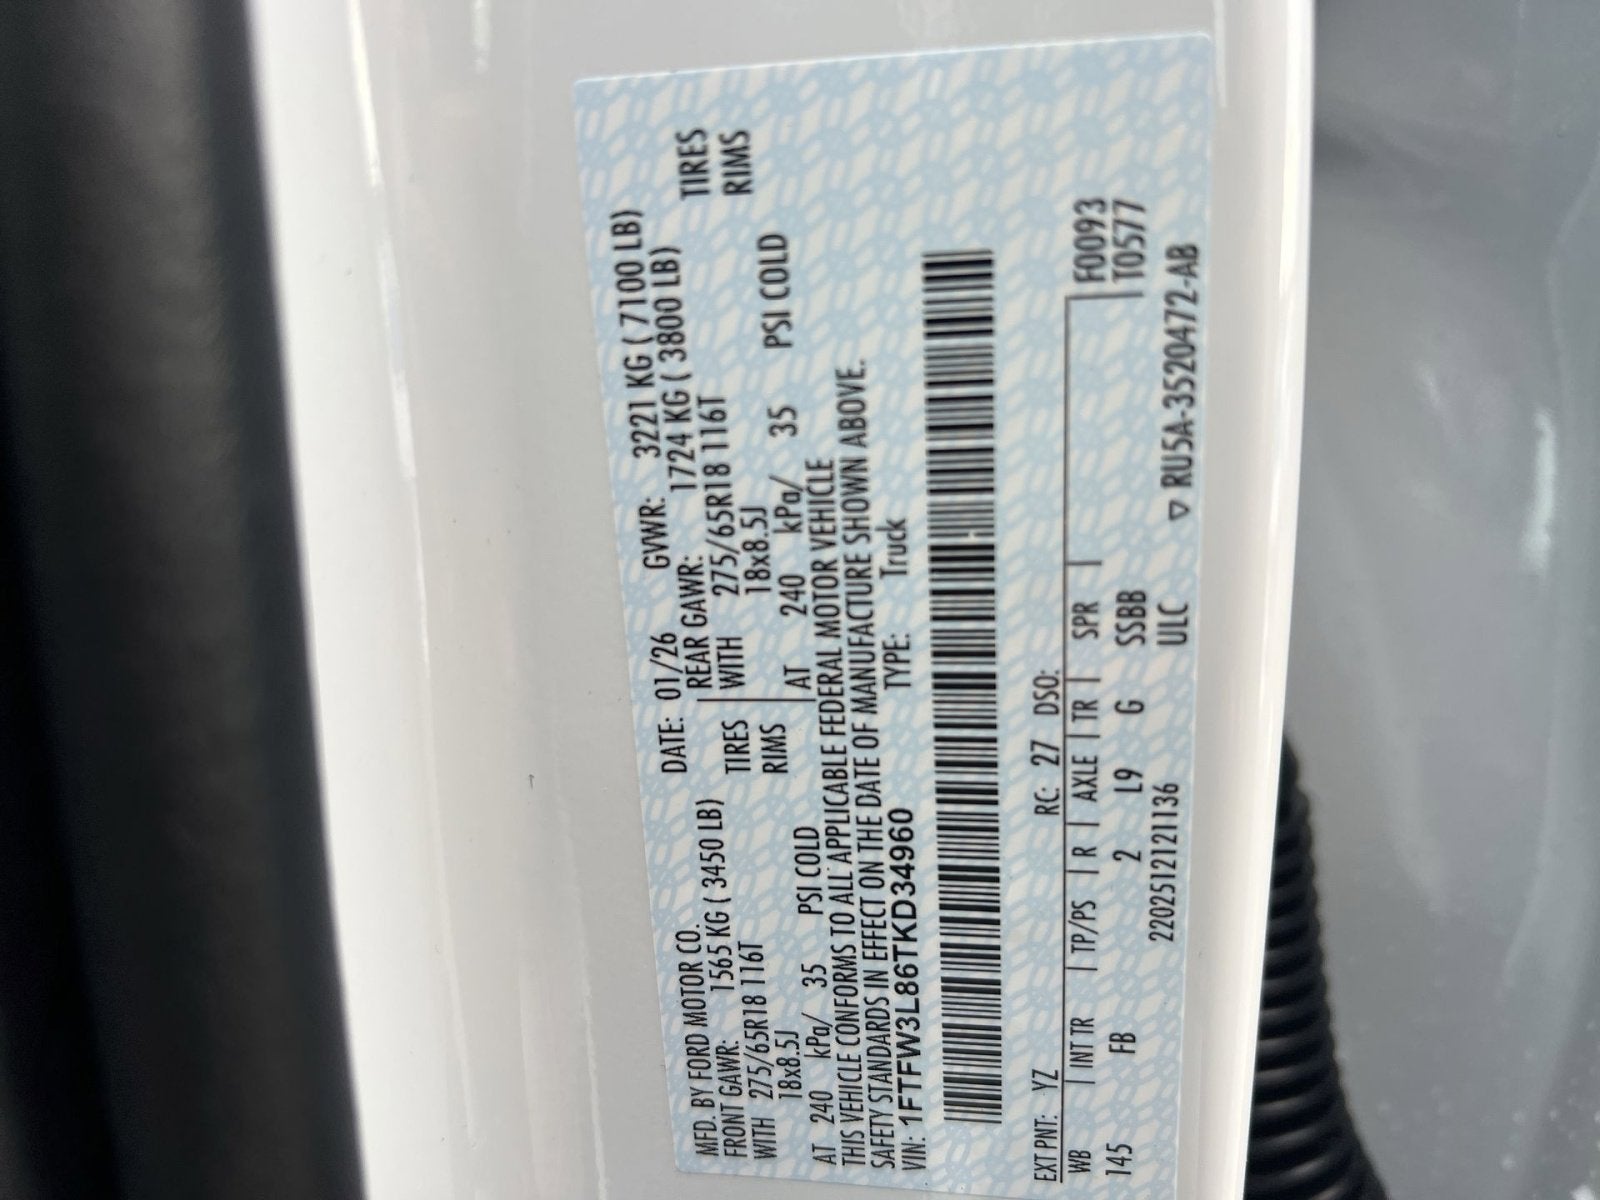 MFD. BY FORD MOTOR CO.
DATE: 01/26 GVWR: 3221 KG ( 7100 LB)
FRONT GAWR: 1565 KG ( 3450 LB) REAR GAWR: 1724 KG ( 3800 LB)
WITH 275/65R18 116T TIRES WITH 275/65R18 116T TIRES
18x8.5J RIMS 18x8.5J RIMS
AT 240 kPa/ 35 PSI COLD AT 240 kPa/ 35 PSI COLD
THIS VEHICLE CONFORMS TO ALL APPLICABLE FEDERAL MOTOR VEHICLE
SAFETY STANDARDS IN EFFECT ON THE DATE OF MANUFACTURE SHOWN ABOVE.
VIN: 1FTFW3L86TKD34960 TYPE: Truck
EXT PNT: YZ RC: 27 DSO: F0093
WB | INT TR | TP/PS | R | AXLE | TR | SPR | T0577
145 FB 2 L9 G SSBB
2202512121136 ULC ▽ RU5A-3520472-AB